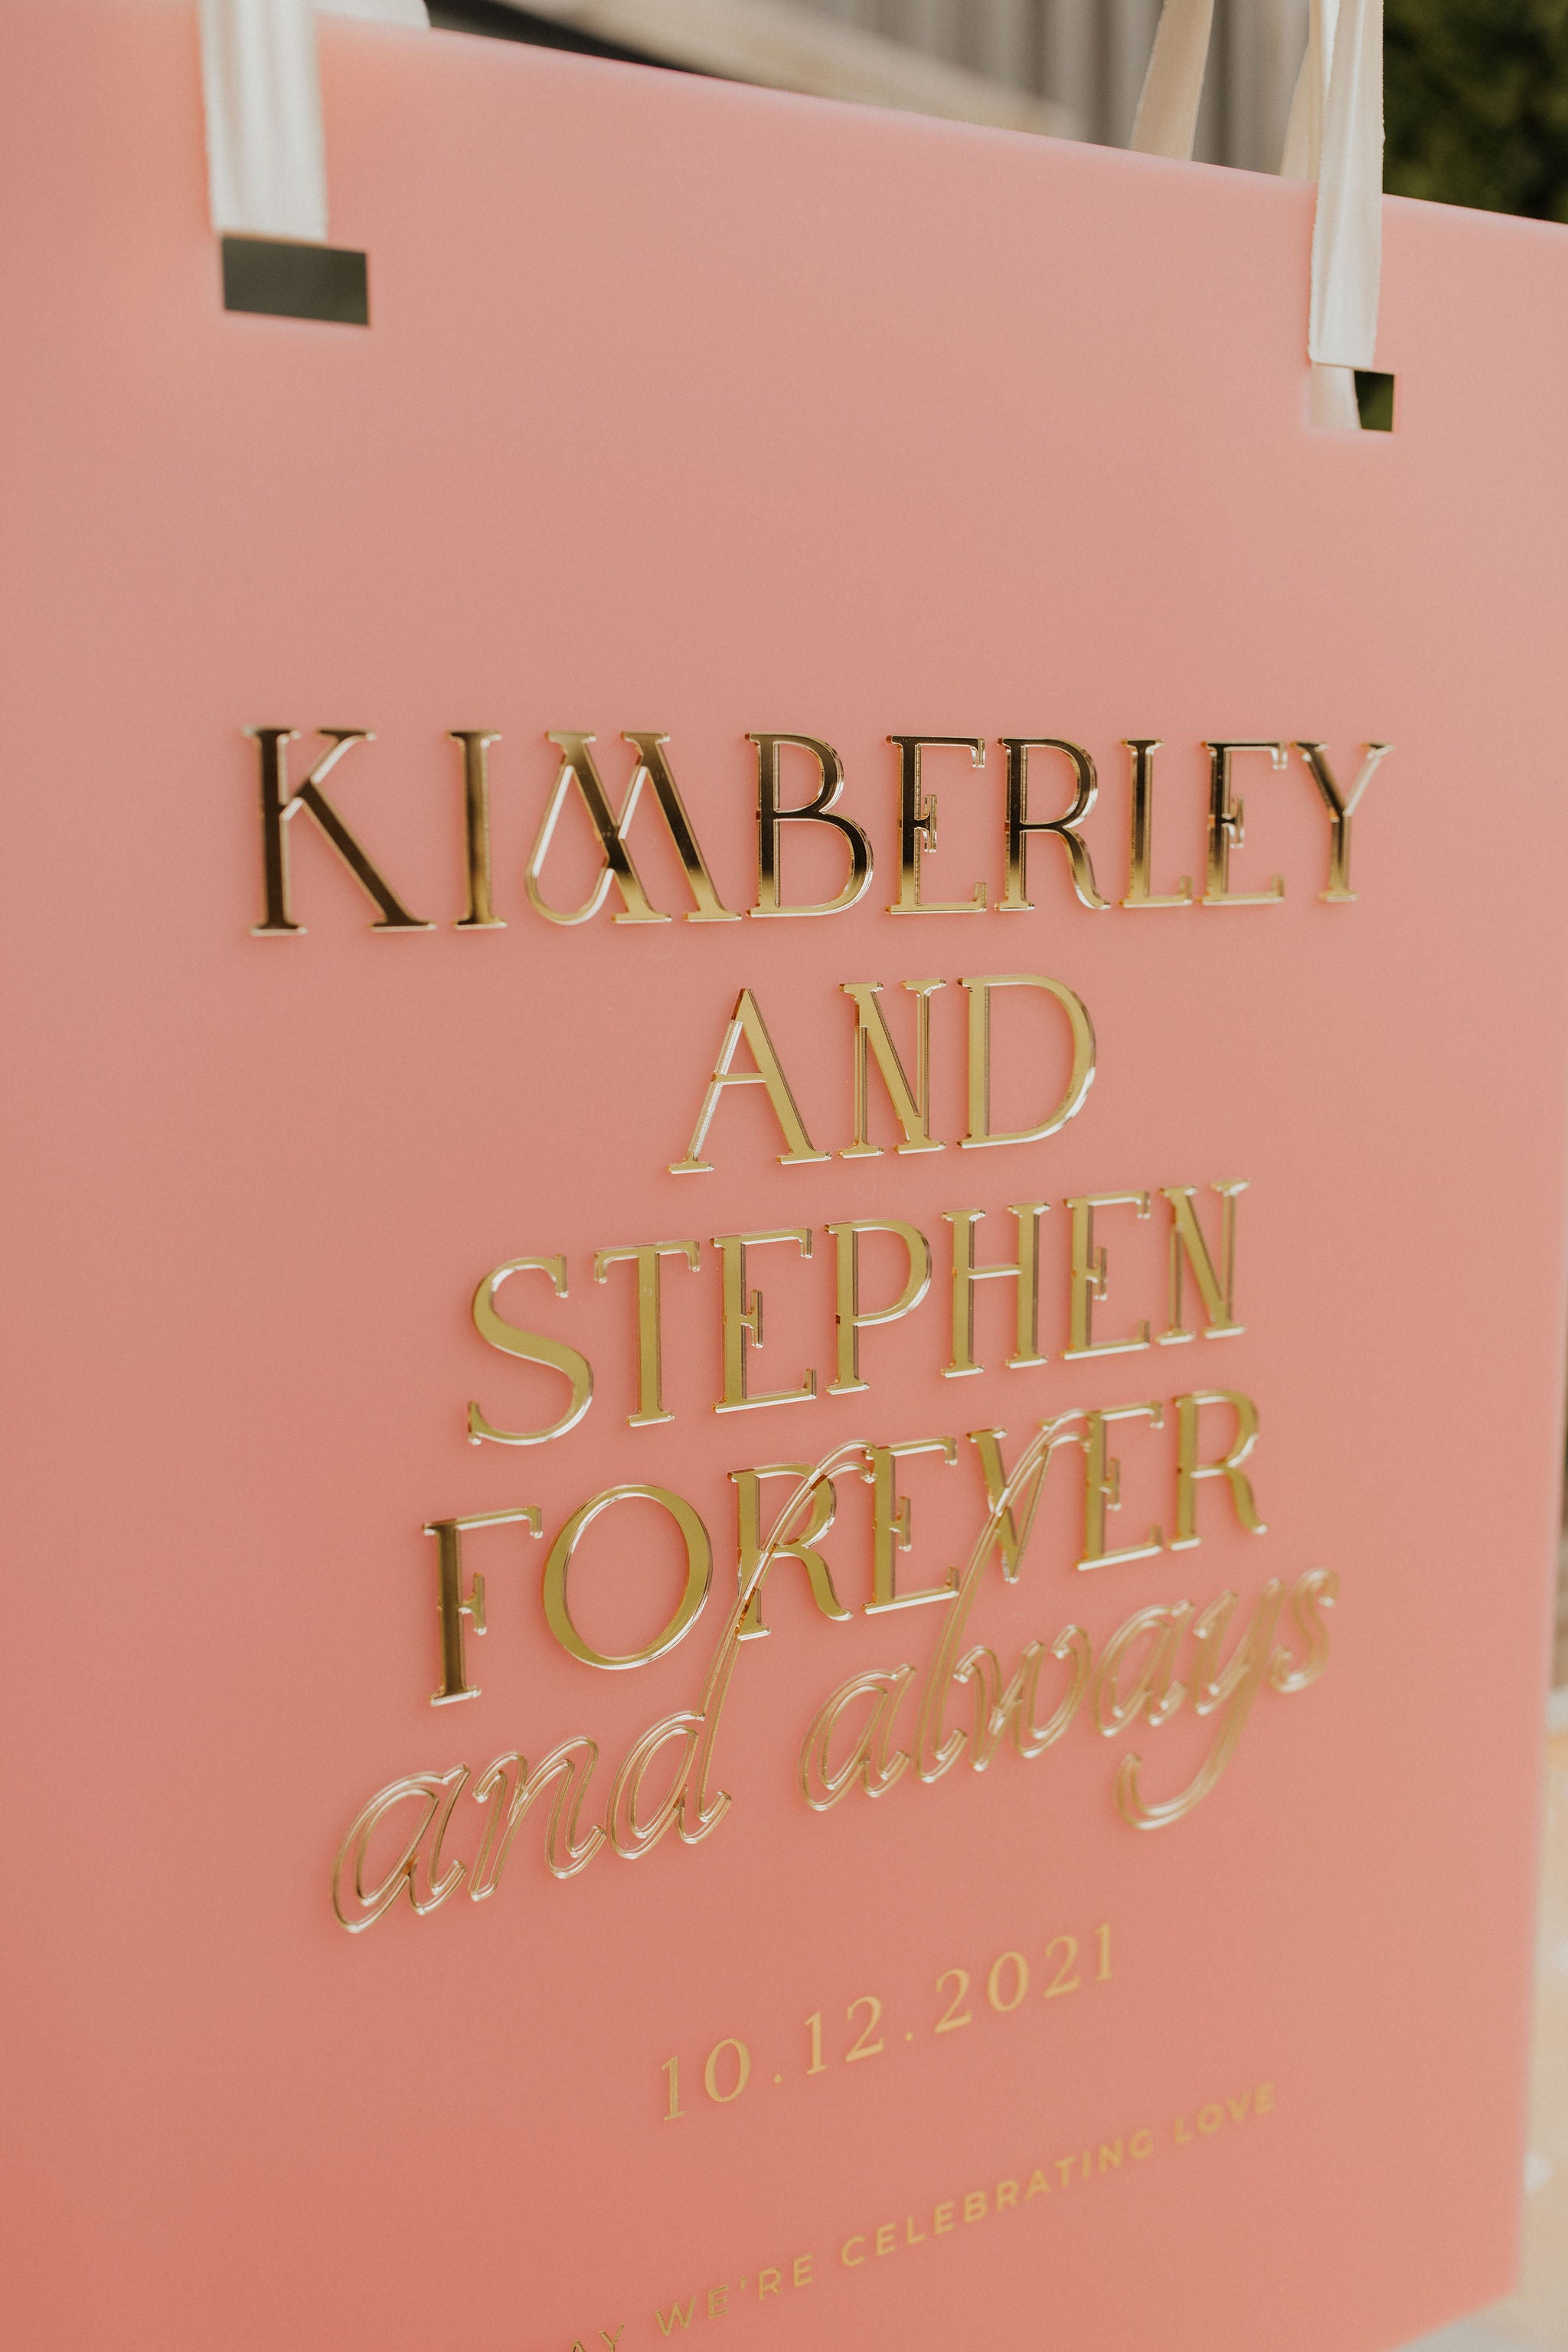 KIMBERLEY
AND
STEPHEN
FOREVER
and always
10.12.2021
WE'RE CELEBRATING LOVE